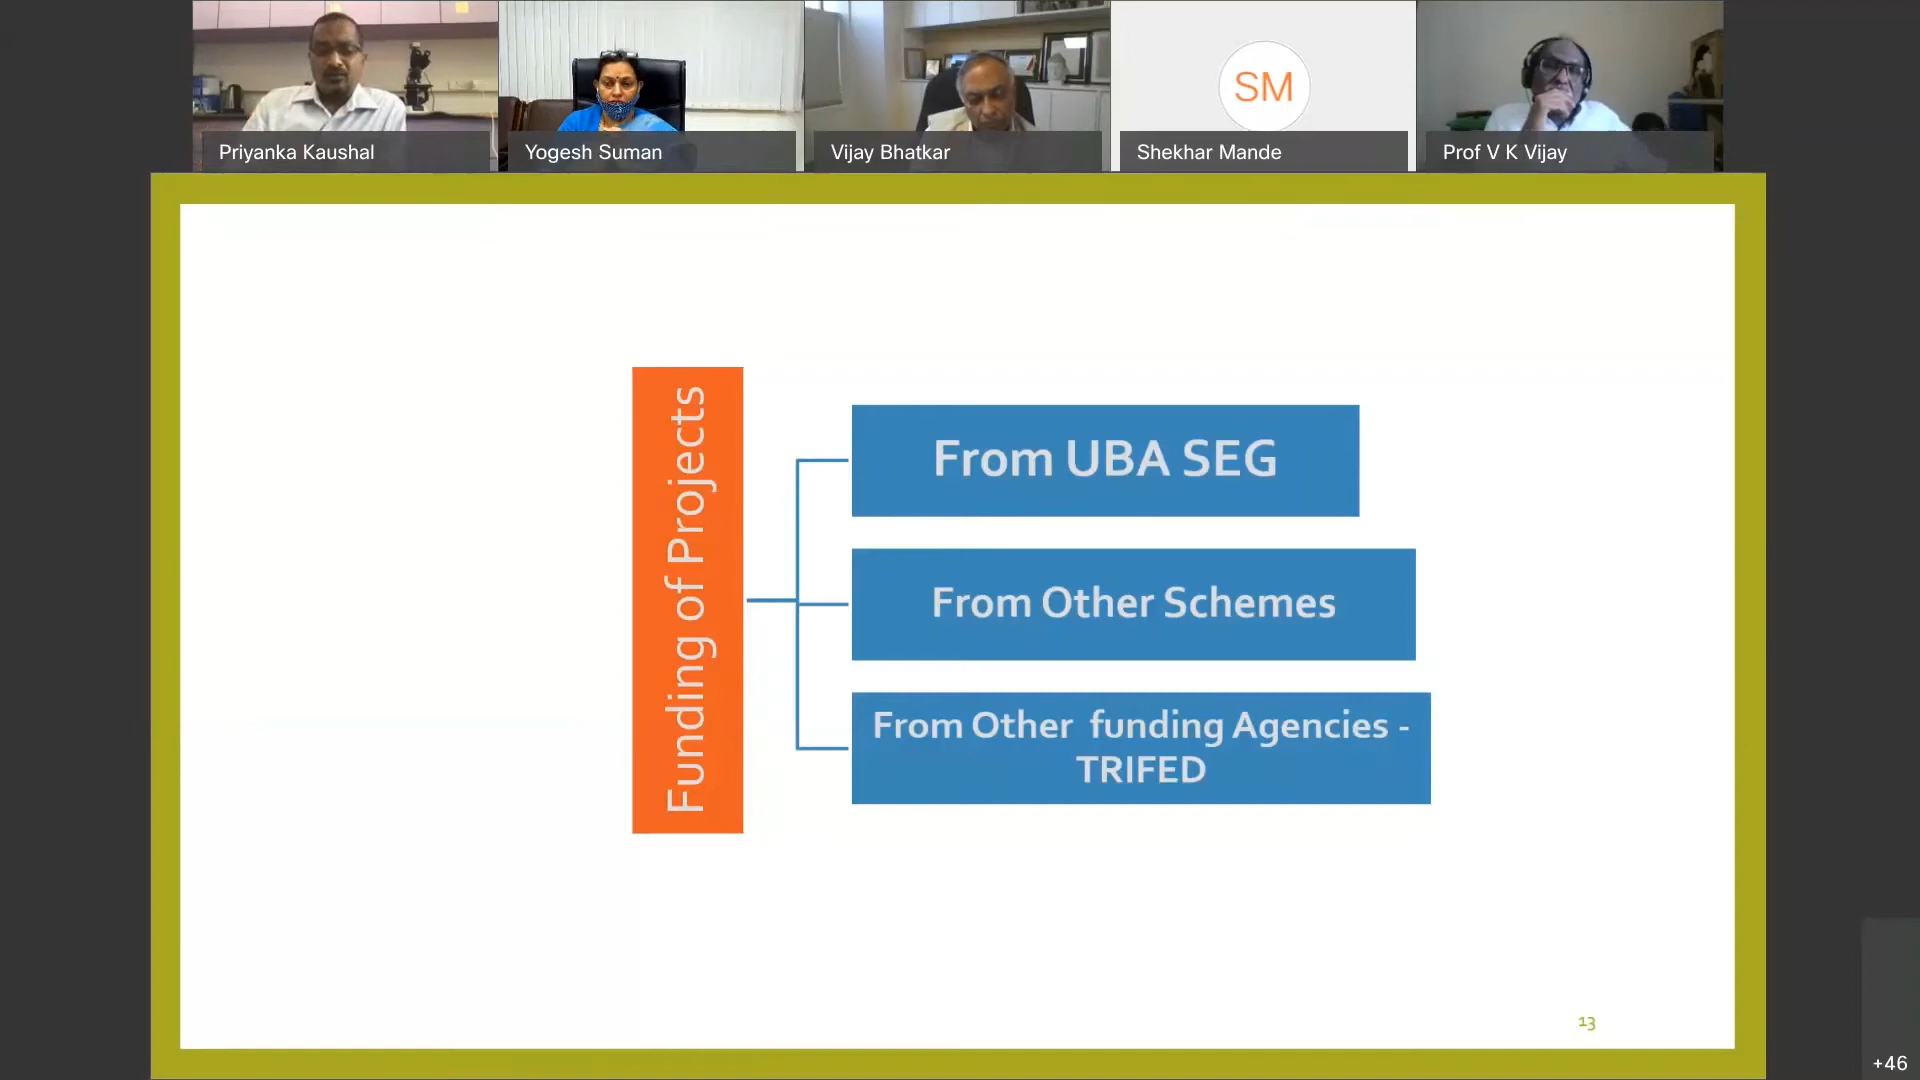 Priyanka Kaushal
Yogesh Suman
Vijay Bhatkar
SM
Shekhar Mande
Prof V K Vijay
Funding of Projects
From UBA SEG
From Other Schemes
From Other funding Agencies -
TRIFED
13
+46